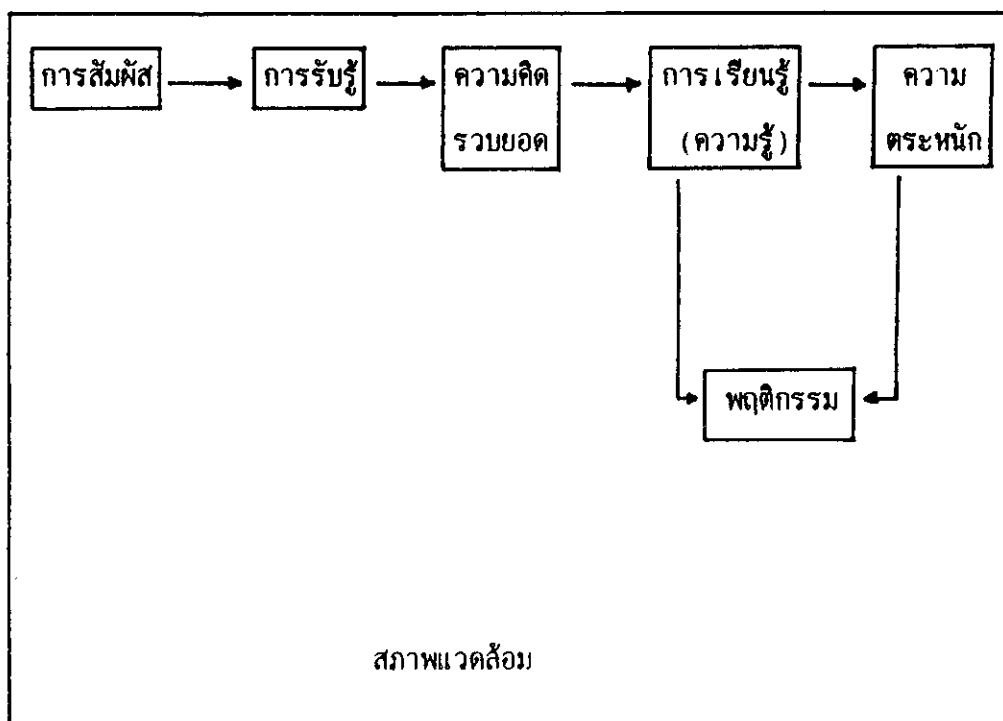 การสัมผัส
การรับรู้
ความคิด
รวบยอด
การเรียนรู้
(ความรู้)
ความ
ตระหนัก
พฤติกรรม
สภาพแวดล้อม